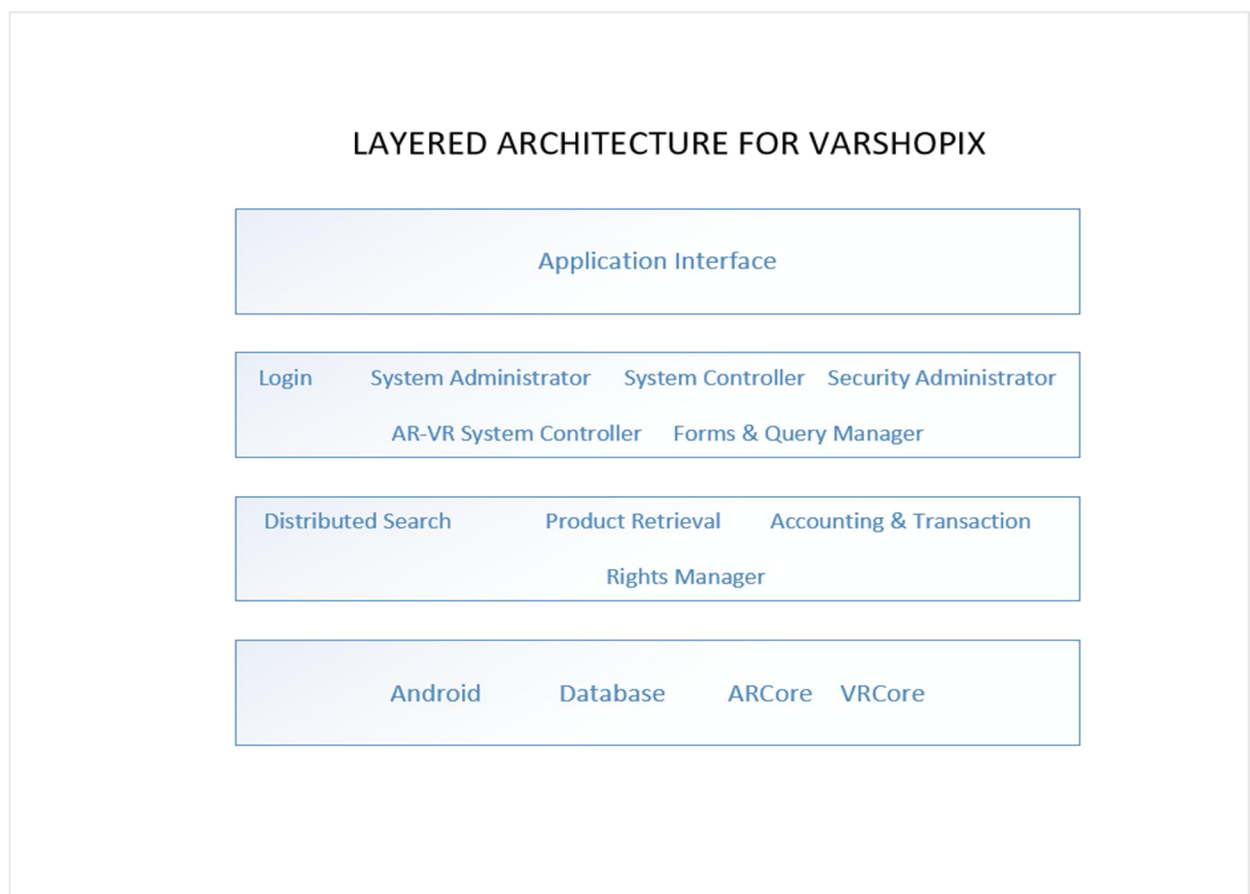 LAYERED ARCHITECTURE FOR VARSHOPIX
Application Interface
Login System Administrator System Controller Security Administrator
AR-VR System Controller Forms & Query Manager
Distributed Search Product Retrieval Accounting & Transaction
Rights Manager
Android Database ARCore VRCore